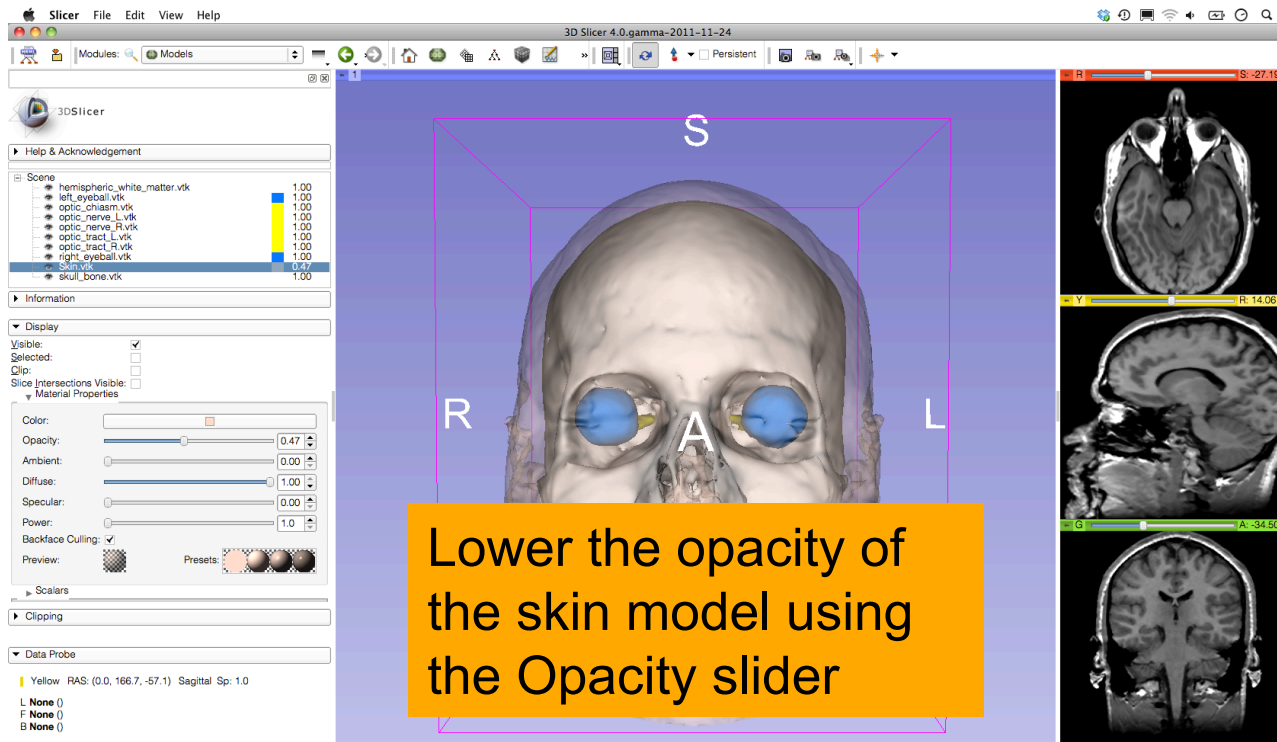 Slicer File Edit View Help
3D Slicer 4.0.gamma-2011-11-24
Modules: Models
» Persistent
3DSlicer
Help & Acknowledgement
Scene
hemispheric_white_matter.vtk 1.00
left_eyeball.vtk 1.00
optic_chiasm.vtk 1.00
optic_nerve_L.vtk 1.00
optic_nerve_R.vtk 1.00
optic_tract_L.vtk 1.00
optic_tract_R.vtk 1.00
right_eyeball.vtk 1.00
Skin.vtk 0.47
skull_bone.vtk 1.00
Information
Display
Visible:
Selected:
Clip:
Slice Intersections Visible:
Material Properties
Color:
Opacity: 0.47
Ambient: 0.00
Diffuse: 1.00
Specular: 0.00
Power: 1.0
Backface Culling:
Preview: Presets:
Scalars
Clipping
Data Probe
Yellow RAS: (0.0, 166.7, -57.1) Sagittal Sp: 1.0
L None ()
F None ()
B None ()
1
S
R
A
L
Lower the opacity of
the skin model using
the Opacity slider
R S: -27.19
Y R: 14.06
G A: -34.50